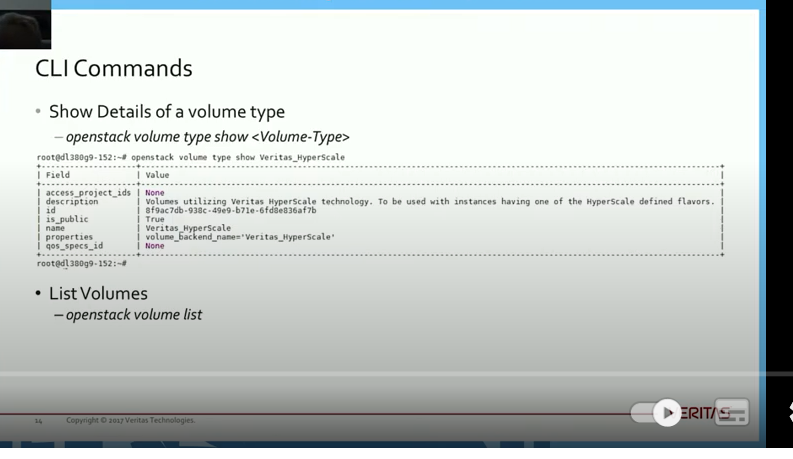 CLI Commands
• Show Details of a volume type
– openstack volume type show <Volume-Type>
root@dl380g9-152:~# openstack volume type show Veritas_HyperScale
| Field | Value |
| access_project_ids | None |
| description | Volumes utilizing Veritas HyperScale technology. To be used with instances having one of the HyperScale defined flavors. |
| id | 8f9ac7db-938c-49e9-b71e-6fd8e836af7b |
| is_public | True |
| name | Veritas_HyperScale |
| properties | volume_backend_name='Veritas_HyperScale' |
| qos_specs_id | None |
root@dl380g9-152:~#
• List Volumes
– openstack volume list
14 Copyright © 2017 Veritas Technologies.
VERITAS